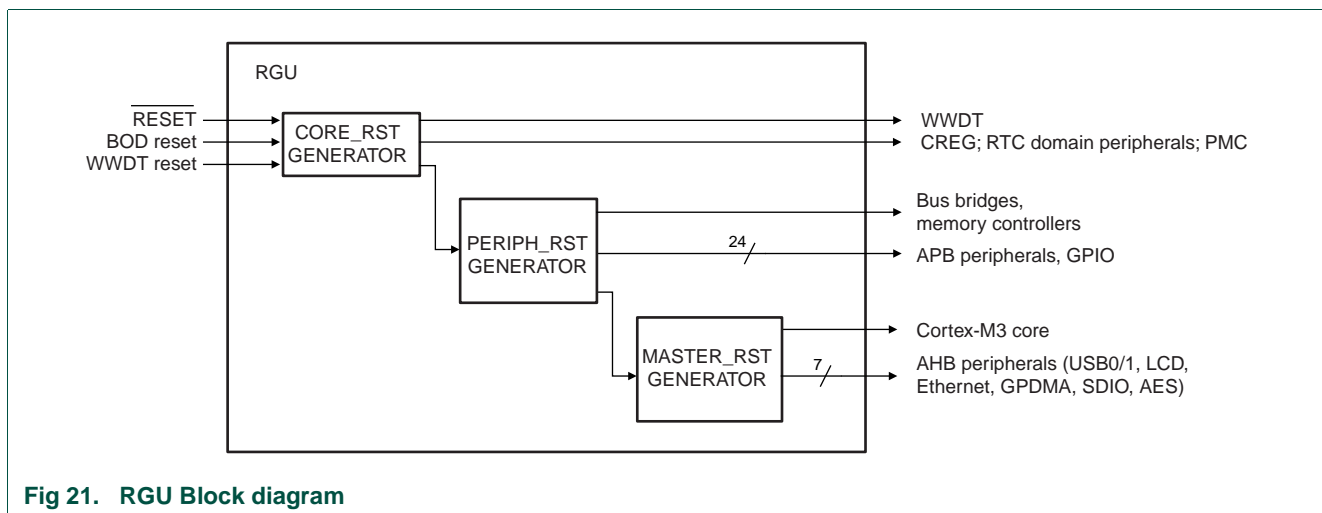 RGU
RESET
BOD reset
WWDT reset
CORE_RST
GENERATOR
WWDT
CREG; RTC domain peripherals; PMC
PERIPH_RST
GENERATOR
Bus bridges,
memory controllers
24
APB peripherals, GPIO
MASTER_RST
GENERATOR
Cortex-M3 core
7
AHB peripherals (USB0/1, LCD,
Ethernet, GPDMA, SDIO, AES)
Fig 21. RGU Block diagram